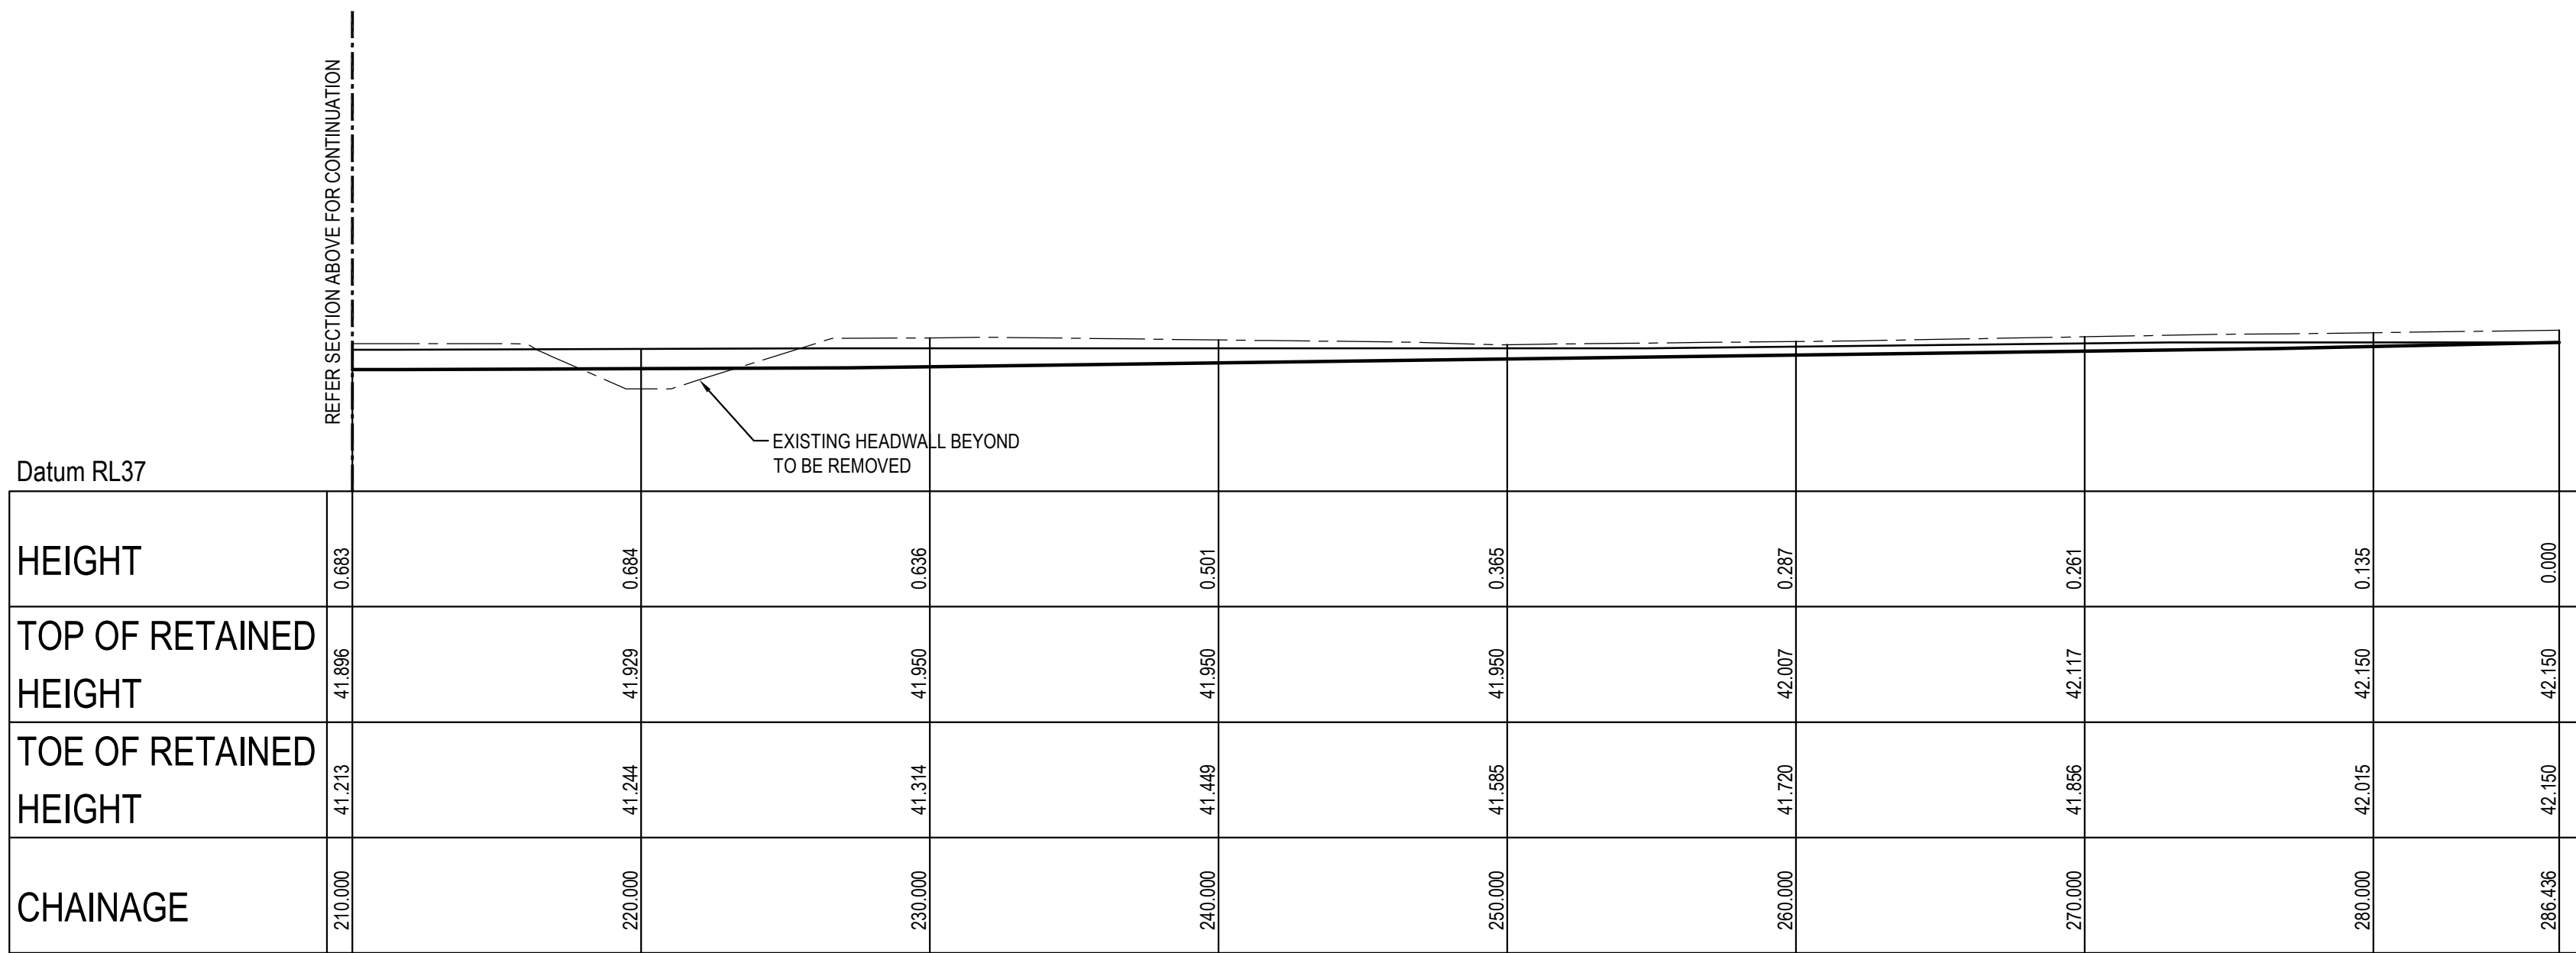 REFER SECTION ABOVE FOR CONTINUATION
EXISTING HEADWALL BEYOND
TO BE REMOVED
Datum RL37
HEIGHT 0.683 0.684 0.636 0.501 0.365 0.287 0.261 0.135 0.000
TOP OF RETAINED
HEIGHT 41.896 41.929 41.950 41.950 41.950 42.007 42.117 42.150 42.150
TOE OF RETAINED
HEIGHT 41.213 41.244 41.314 41.449 41.585 41.720 41.856 42.015 42.150
CHAINAGE 210.000 220.000 230.000 240.000 250.000 260.000 270.000 280.000 286.436